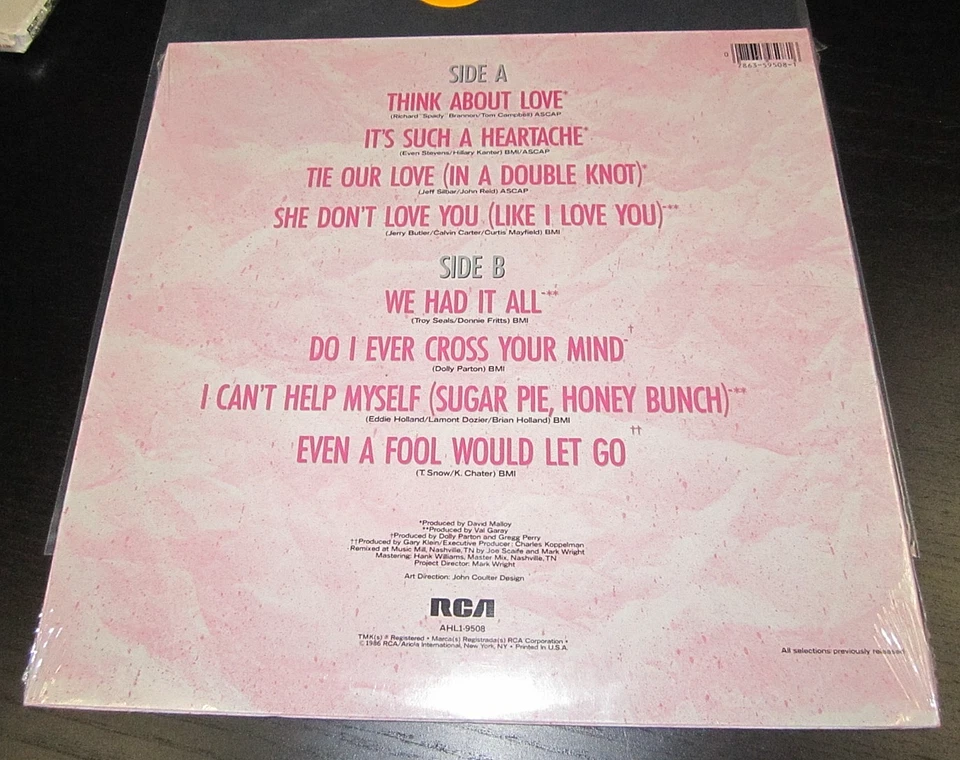 0
7863-59508-1
SIDE A
THINK ABOUT LOVE*
(Richard "Spady" Brannon/Tom Campbell) ASCAP
IT'S SUCH A HEARTACHE*
(Even Stevens/Hillary Kanter) BMI/ASCAP
TIE OUR LOVE (IN A DOUBLE KNOT)*
(Jeff Silbar/John Reid) ASCAP
SHE DON'T LOVE YOU (LIKE I LOVE YOU)-**
(Jerry Butler/Calvin Carter/Curtis Mayfield) BMI
SIDE B
WE HAD IT ALL-**
(Troy Seals/Donnie Fritts) BMI
DO I EVER CROSS YOUR MIND-†
(Dolly Parton) BMI
I CAN'T HELP MYSELF (SUGAR PIE, HONEY BUNCH)-**
(Eddie Holland/Lamont Dozier/Brian Holland) BMI
EVEN A FOOL WOULD LET GO ††
(T. Snow/K. Chater) BMI
*Produced by David Malloy
**Produced by Val Garay
†Produced by Dolly Parton and Gregg Perry
††Produced by Gary Klein/Executive Producer: Charles Koppelman
Remixed at Music Mill, Nashville, TN by Joe Scaife and Mark Wright
Mastering: Hank Williams, Master Mix, Nashville, TN
Project Director: Mark Wright
Art Direction: John Coulter Design
RCA
AHL1-9508
TMK(s) ® Registered • Marca(s) Registrada(s) RCA Corporation •
© 1986 RCA/Ariola International, New York, NY • Printed in U.S.A.
All selections previously released